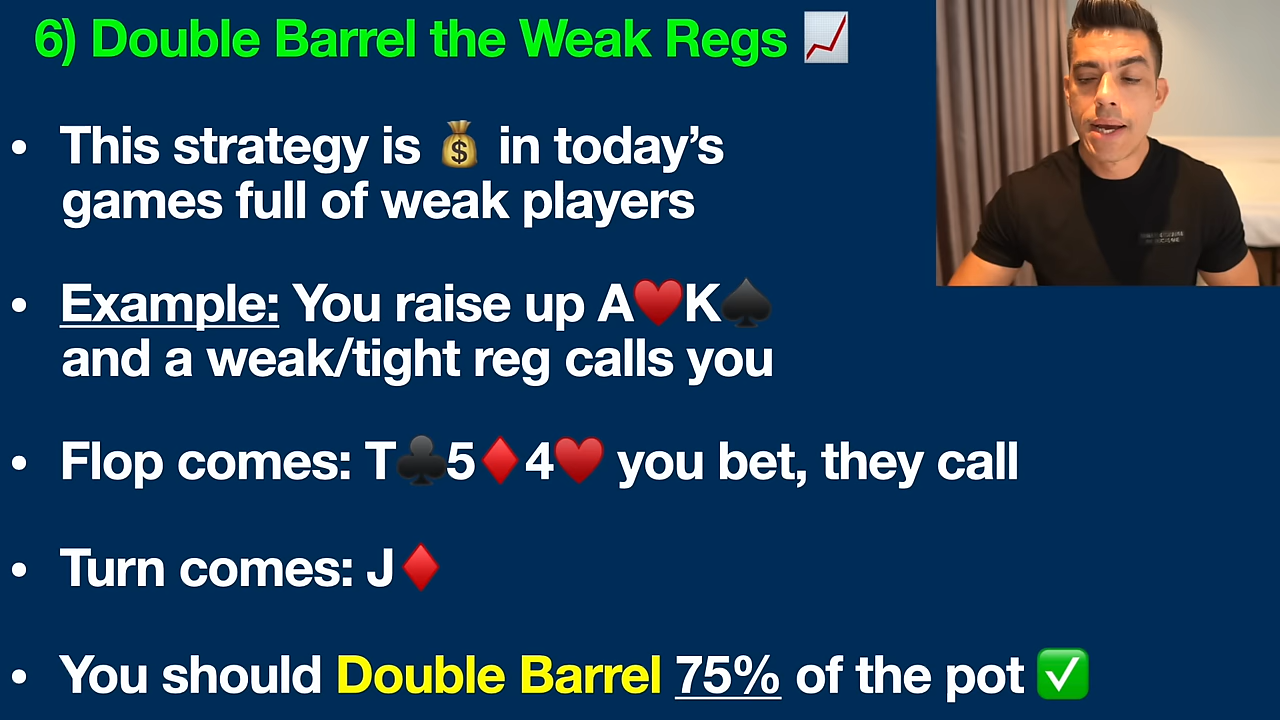 6) Double Barrel the Weak Regs 📈
• This strategy is 💰 in today’s
games full of weak players
• Example: You raise up A♥️K♠️
and a weak/tight reg calls you
• Flop comes: T♣️5♦️4♥️ you bet, they call
• Turn comes: J♦️
• You should Double Barrel 75% of the pot ✅